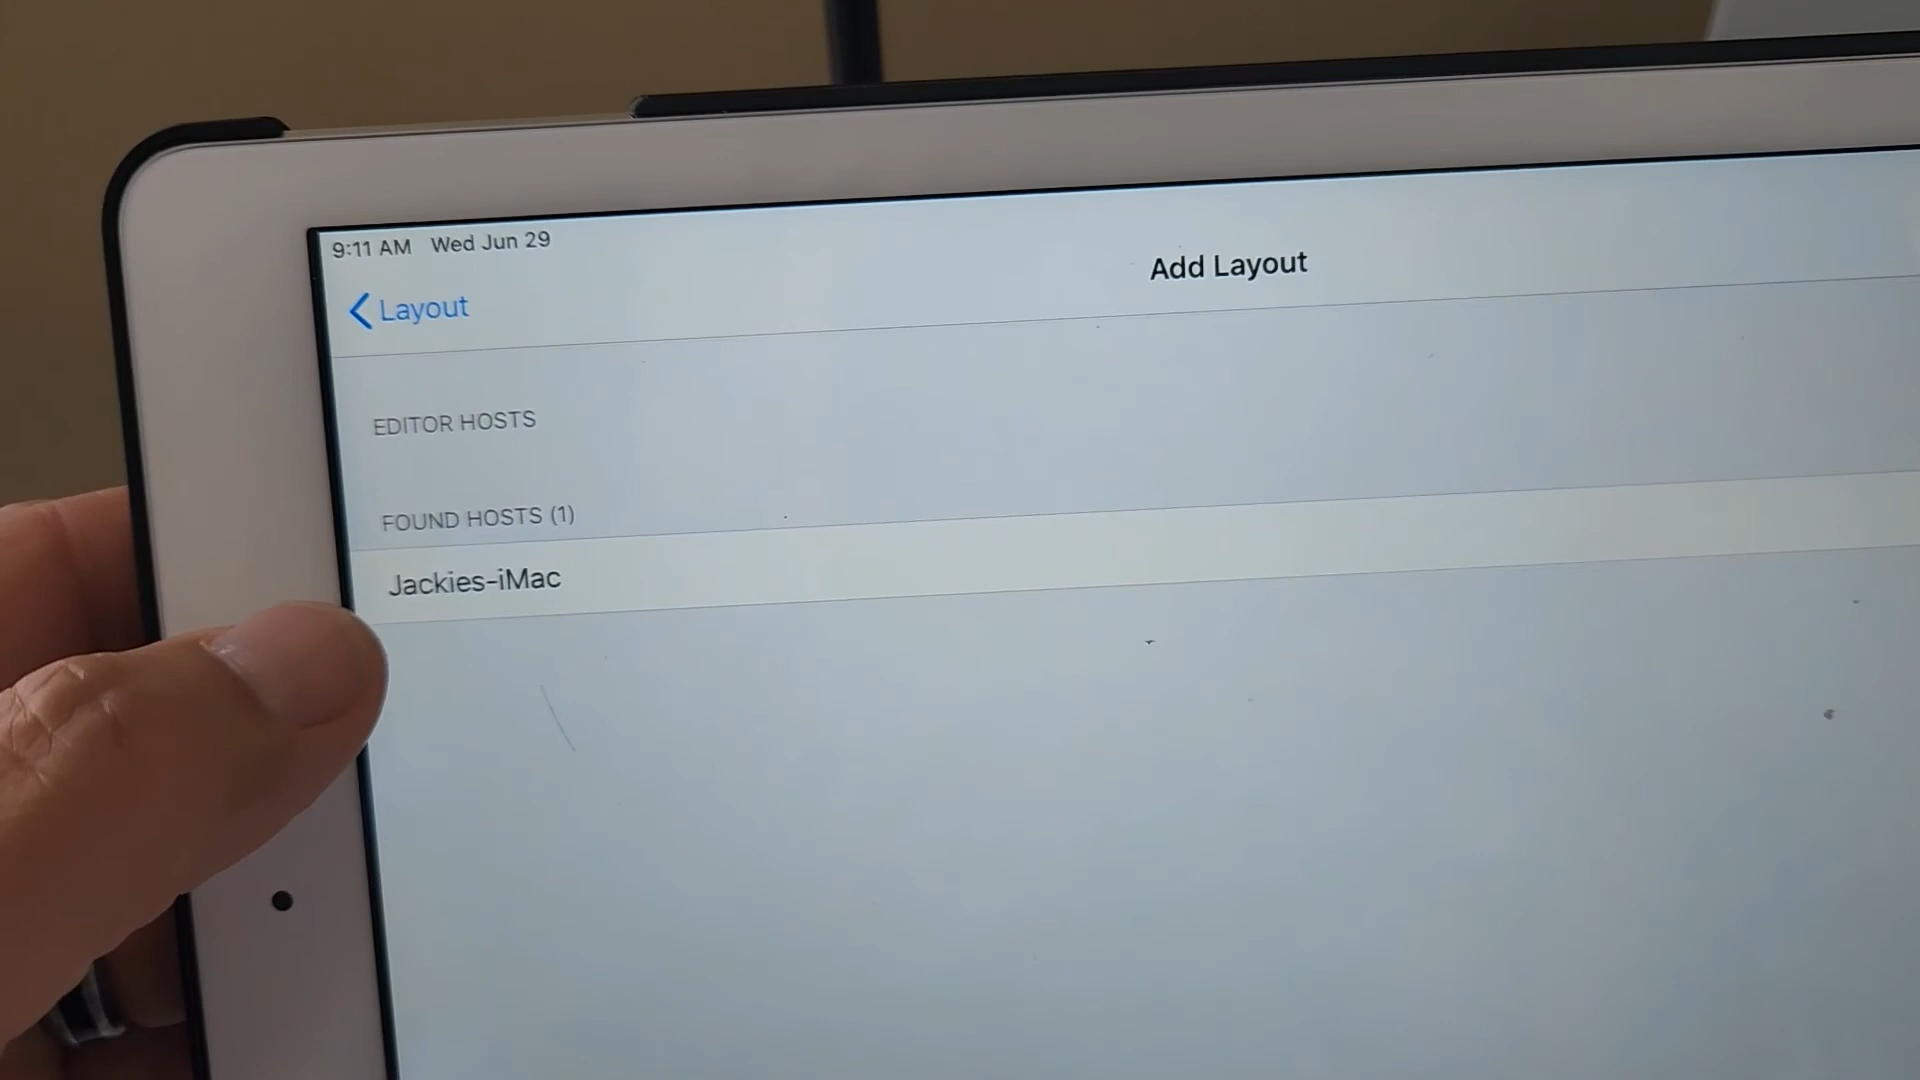 9:11 AM Wed Jun 29
Add Layout
Layout
EDITOR HOSTS
FOUND HOSTS (1)
Jackies-iMac